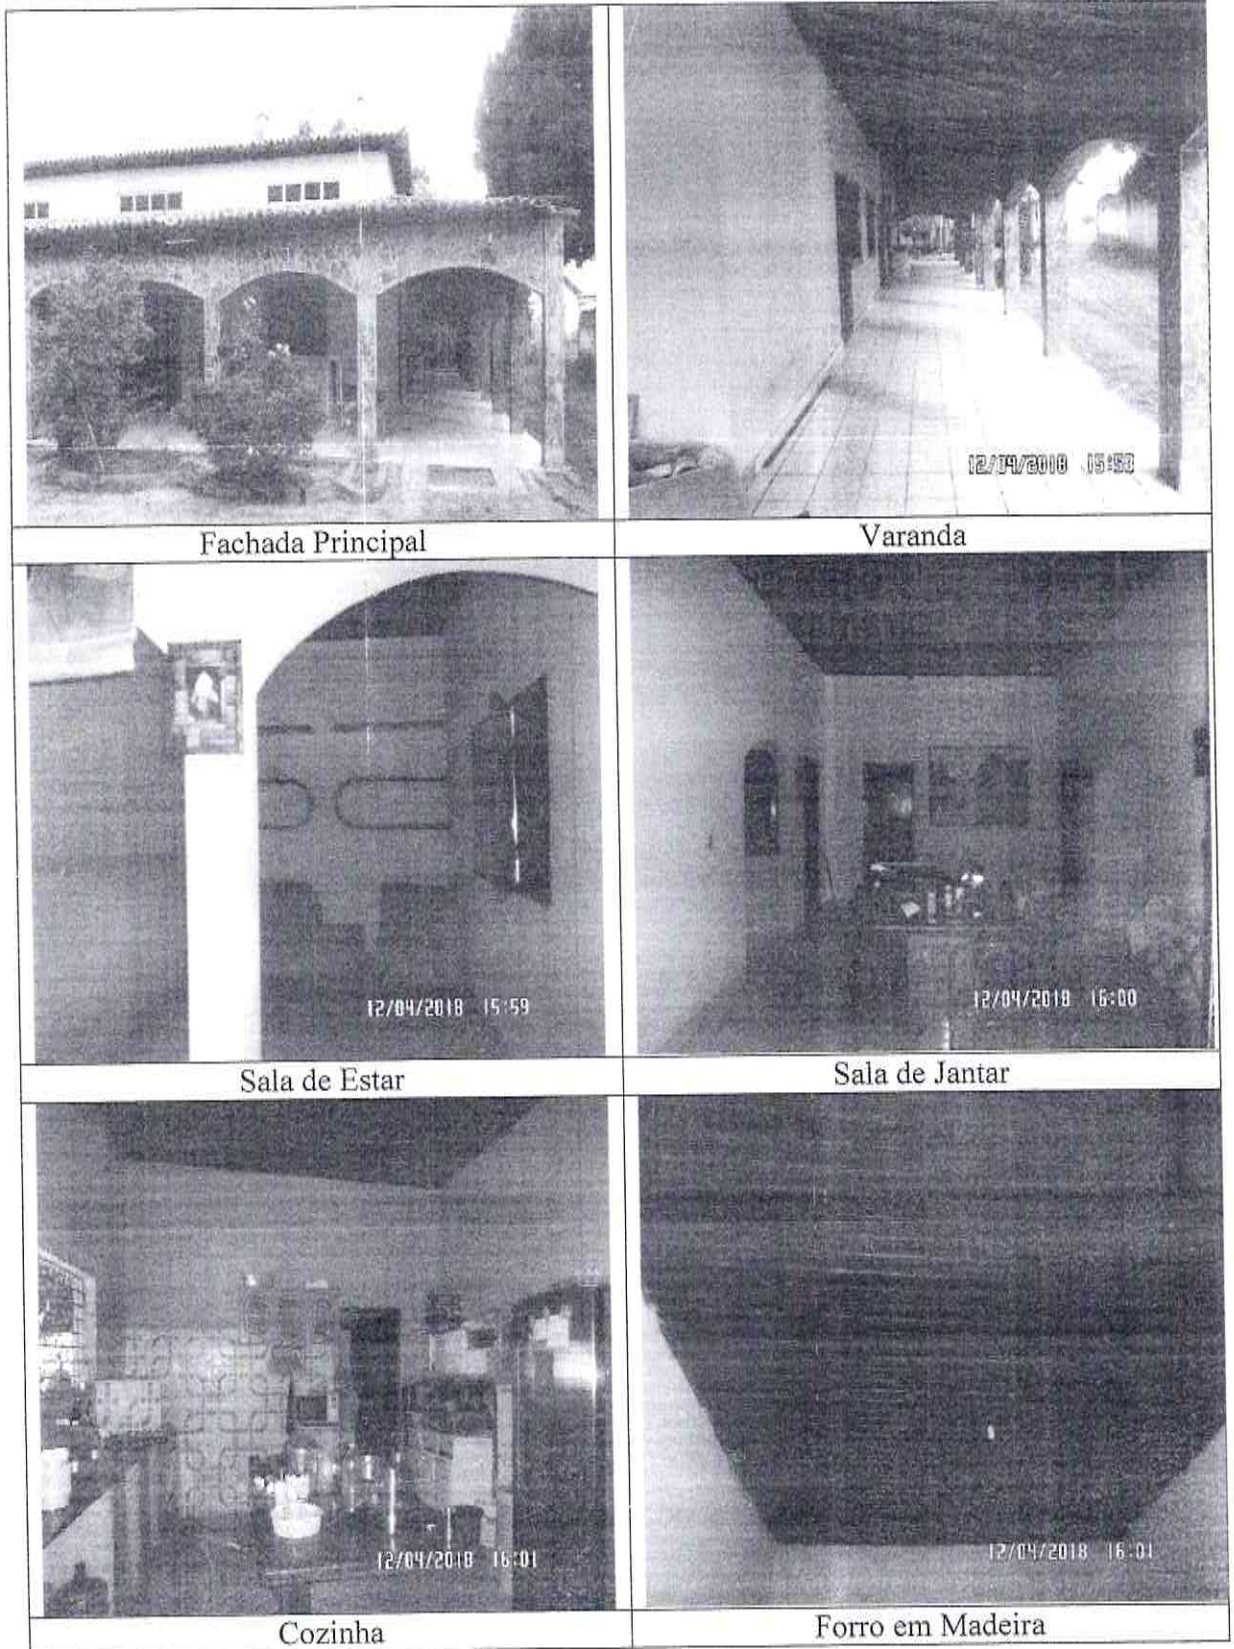 12/04/2018 15:58
Fachada Principal
Varanda
12/04/2018 15:59
12/04/2018 16:00
Sala de Estar
Sala de Jantar
12/04/2018 16:01
12/04/2018 16:01
Cozinha
Forro em Madeira